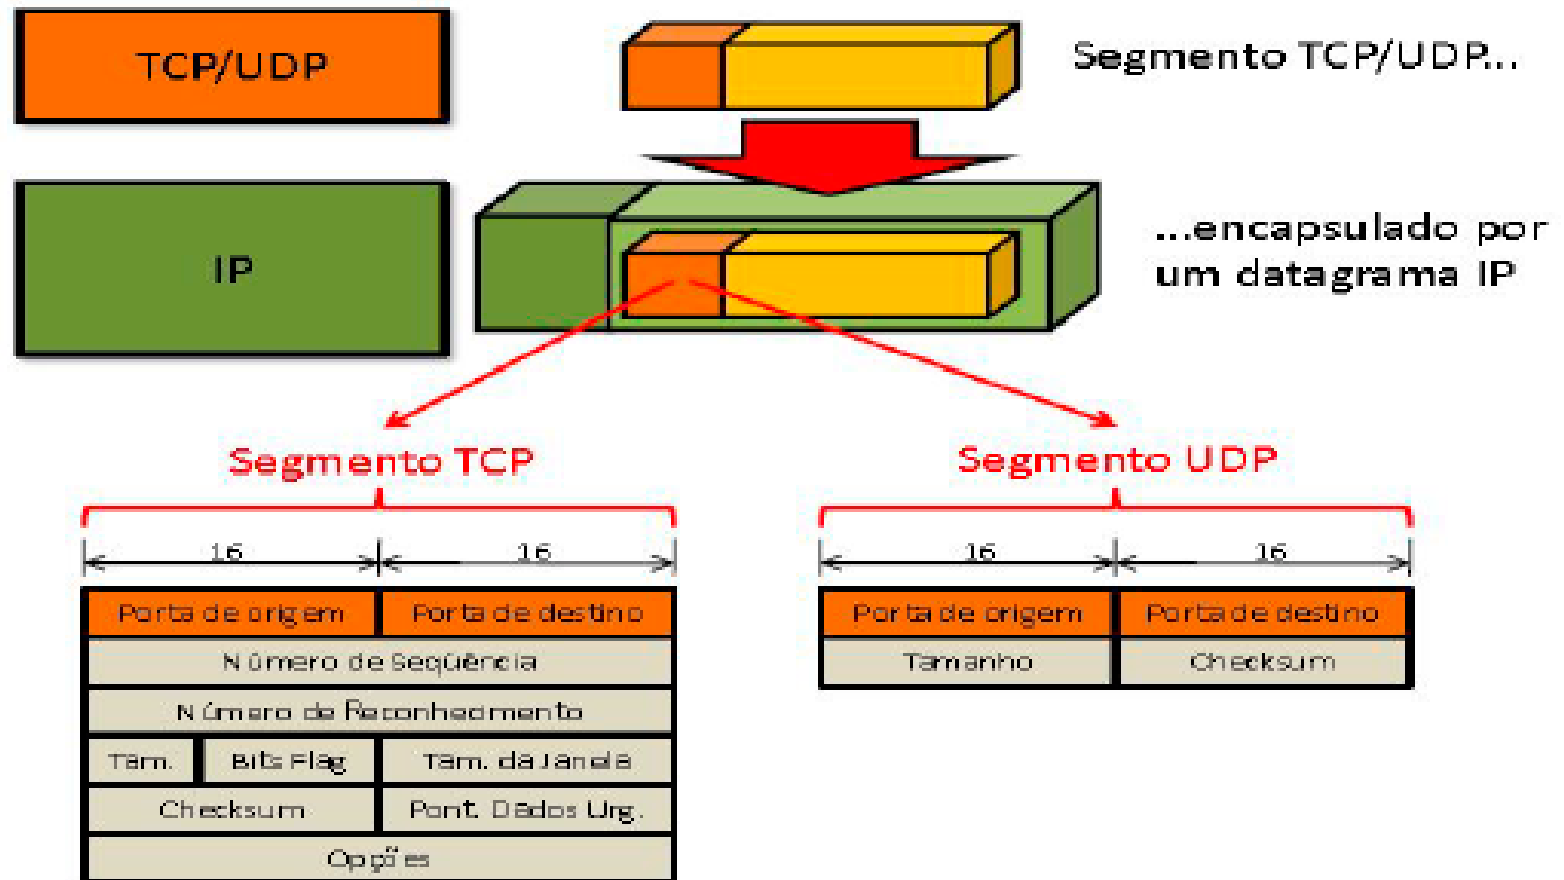 TCP/UDP
Segmento TCP/UDP...
IP
...encapsulado por
um datagrama IP
Segmento TCP
Segmento UDP
16 16
16 16
Porta de origem Porta de destino
Número de Seqüência
Número de Reconhecimento
Tam. Bits Flag Tam. da Janela
Checksum Pont. Dados Urg.
Opções
Porta de origem Porta de destino
Tamanho Checksum